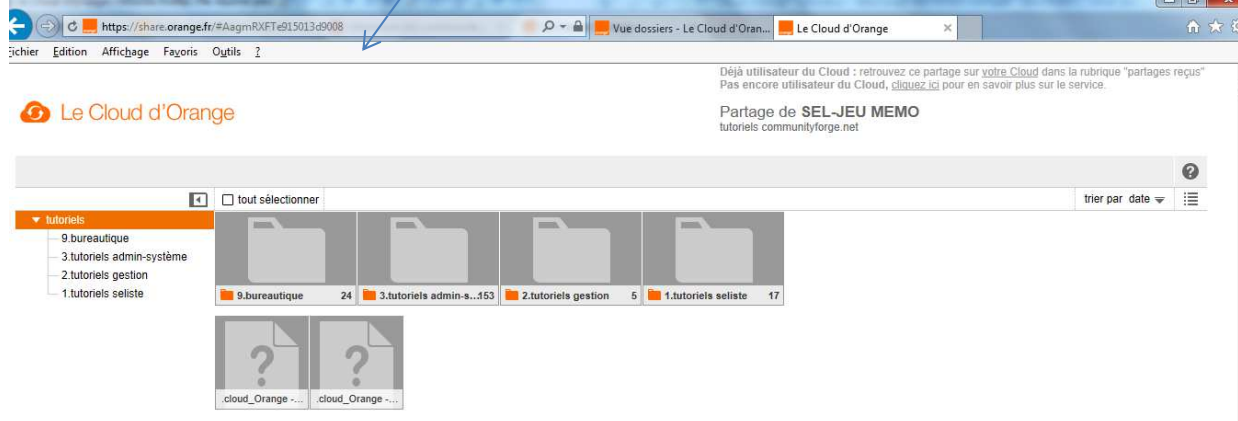 https://share.orange.fr/#AagmRXFTe915013d9008
Vue dossiers - Le Cloud d'Oran...
Le Cloud d'Orange
Fichier Edition Affichage Favoris Outils ?
Déjà utilisateur du Cloud : retrouvez ce partage sur votre Cloud dans la rubrique "partages reçus"
Pas encore utilisateur du Cloud, cliquez ici pour en savoir plus sur le service.
Le Cloud d'Orange
Partage de SEL-JEU MEMO
tutoriels communityforge.net
tout sélectionner
trier par date
tutoriels
9.bureautique
3.tutoriels admin-système
2.tutoriels gestion
1.tutoriels seliste
9.bureautique 24
3.tutoriels admin-s...153
2.tutoriels gestion 5
1.tutoriels seliste 17
.cloud_Orange -...
.cloud_Orange -...